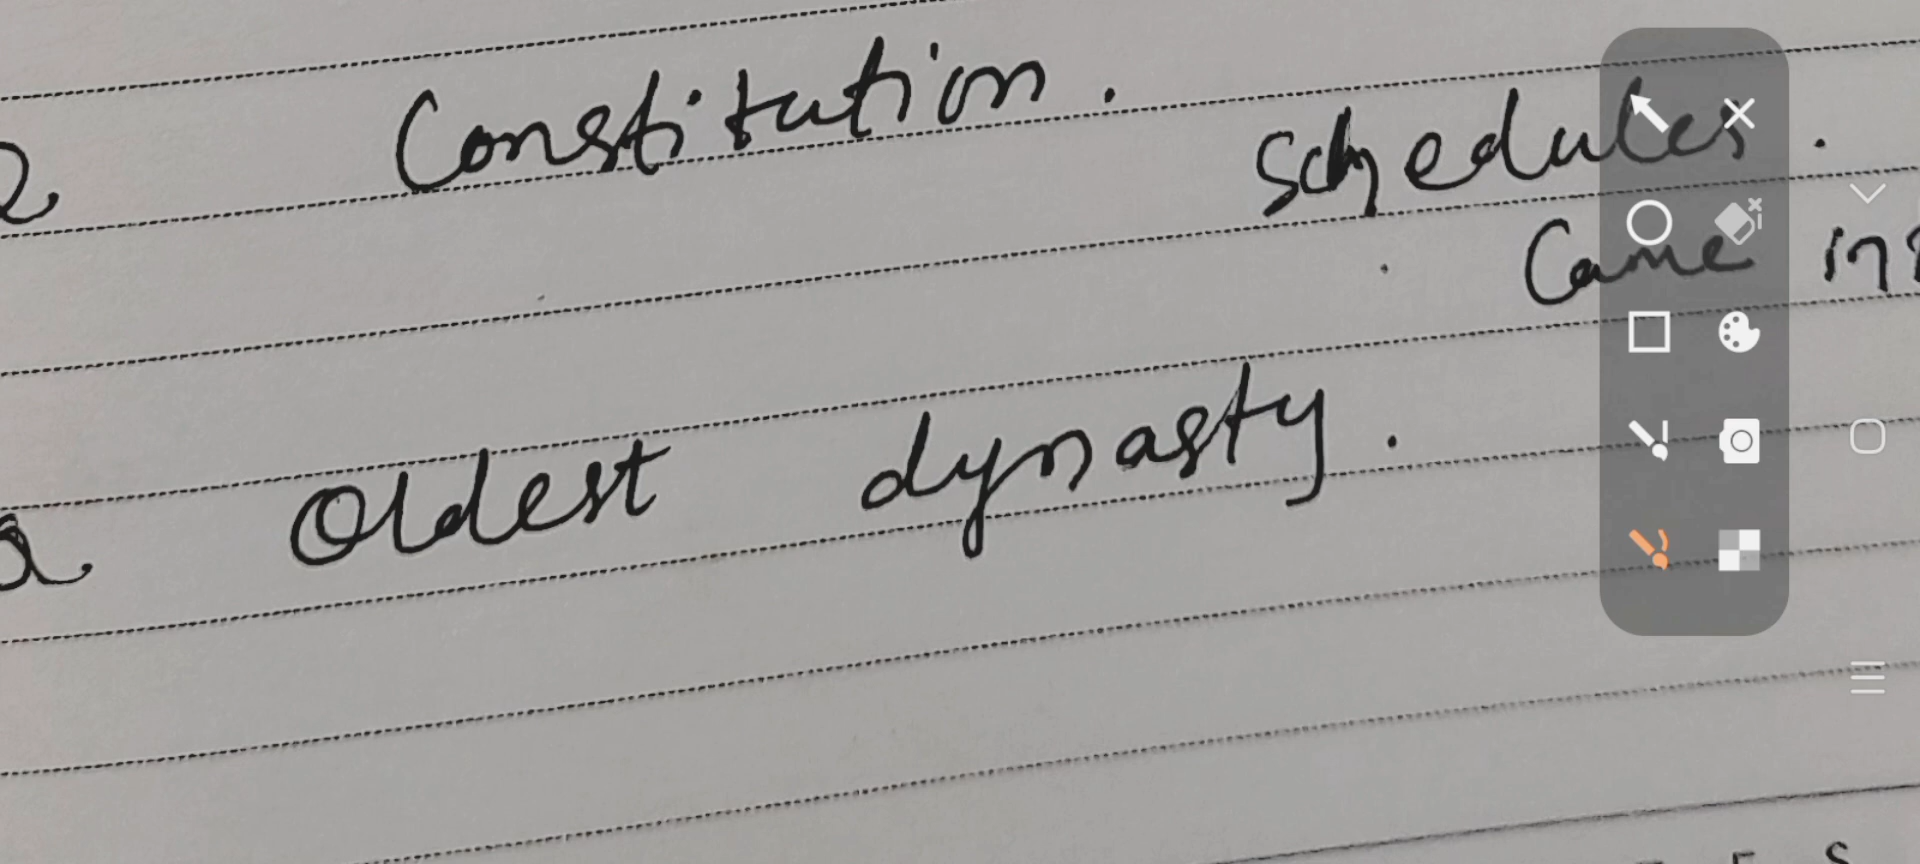 Q Constitution. Schedules.
Came in
Q Oldest dynasty.